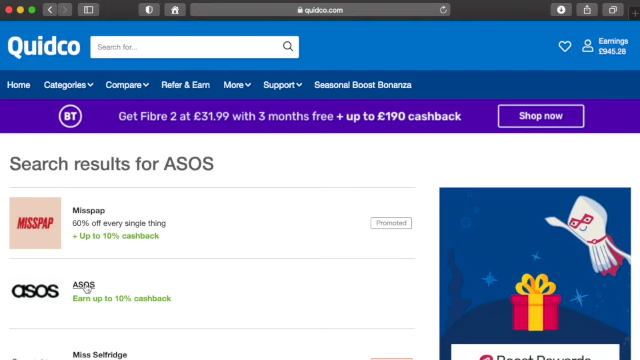 quidco.com
Quidco
Search for...
Earnings
£945.28
Home Categories Compare Refer & Earn More Support Seasonal Boost Bonanza
BT Get Fibre 2 at £31.99 with 3 months free + up to £190 cashback Shop now
Search results for ASOS
MISSPAP
Misspap
60% off every single thing
+ Up to 10% cashback
Promoted
asos
ASOS
Earn up to 10% cashback
Miss Selfridge
Boost Rewards